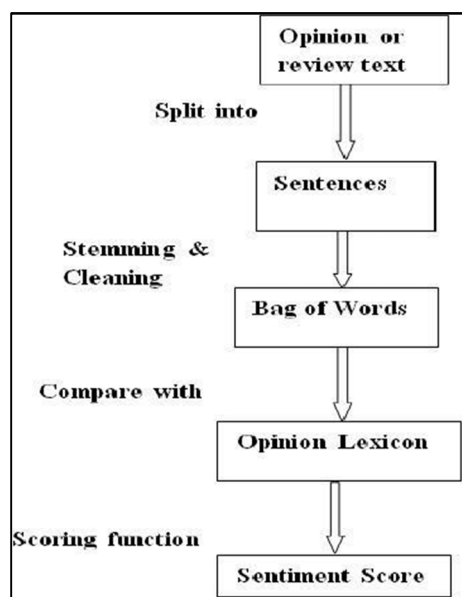 Opinion or
review text
Split into
Sentences
Stemming &
Cleaning
Bag of Words
Compare with
Opinion Lexicon
Scoring function
Sentiment Score